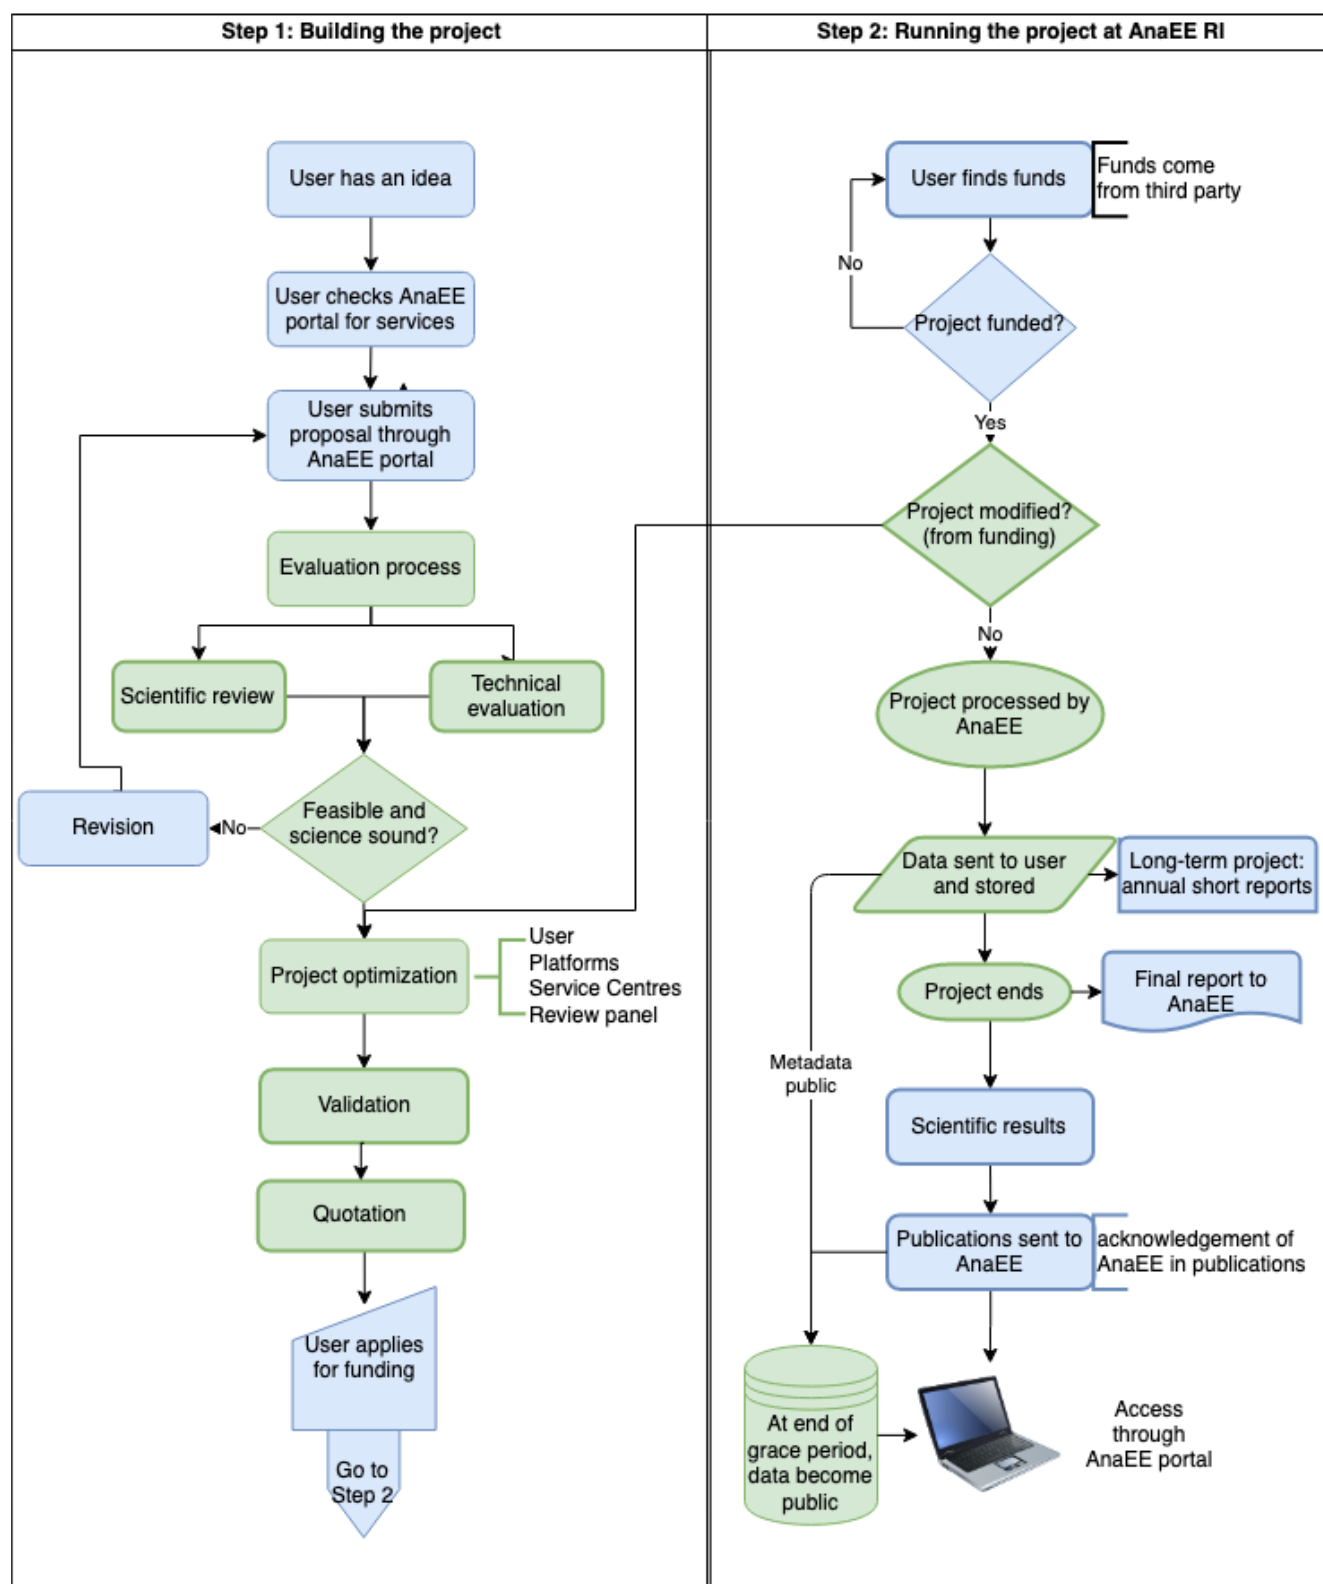 Step 1: Building the project
User has an idea
User checks AnaEE
portal for services
User submits
proposal through
AnaEE portal
Evaluation process
Scientific review
Technical
evaluation
Feasible and
science sound?
No
Revision
Project optimization
User
Platforms
Service Centres
Review panel
Validation
Quotation
User applies
for funding
Go to
Step 2
Step 2: Running the project at AnaEE RI
User finds funds
Funds come
from third party
No
Project funded?
Yes
Project modified?
(from funding)
No
Project processed by
AnaEE
Data sent to user
and stored
Long-term project:
annual short reports
Project ends
Final report to
AnaEE
Metadata
public
Scientific results
Publications sent to
AnaEE
acknowledgement of
AnaEE in publications
At end of
grace period,
data become
public
Access
through
AnaEE portal